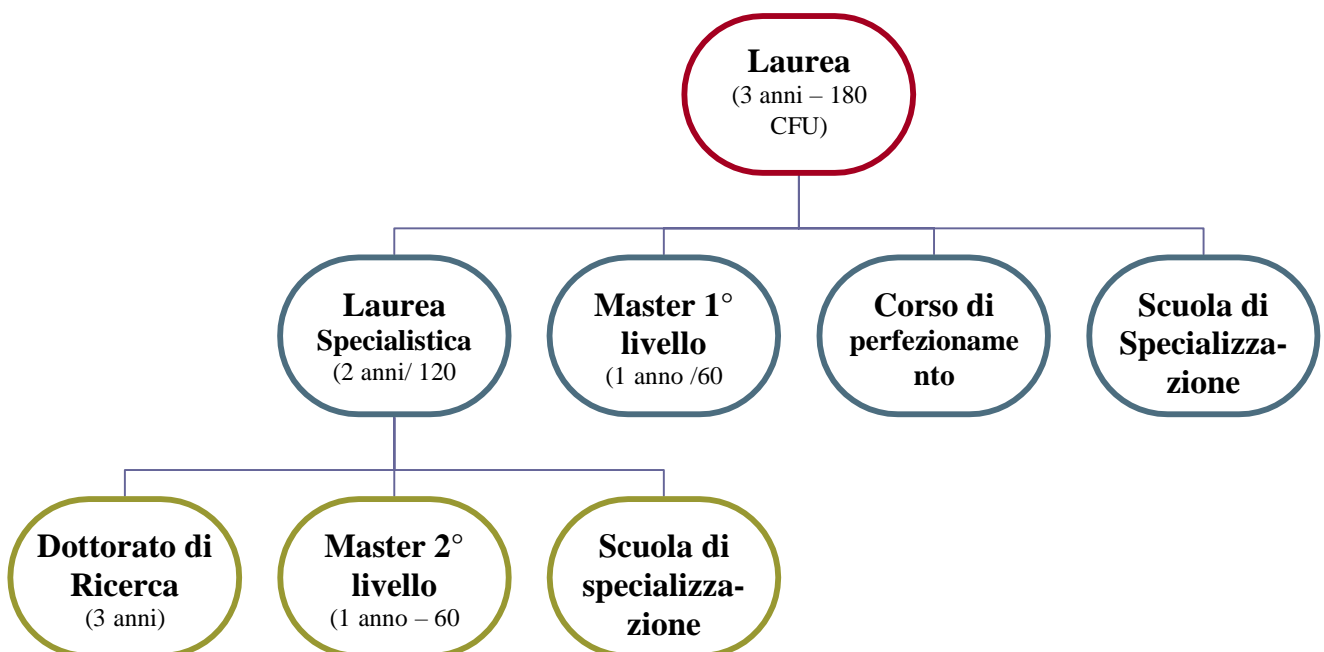 Laurea
(3 anni – 180
CFU)
Laurea
Specialistica
(2 anni/ 120
Master 1°
livello
(1 anno /60
Corso di
perfezioname
nto
Scuola di
Specializza-
zione
Dottorato di
Ricerca
(3 anni)
Master 2°
livello
(1 anno – 60
Scuola di
specializza-
zione